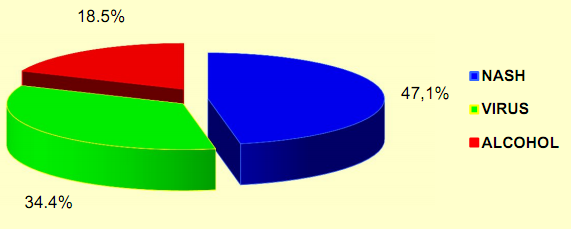 18.5%
47,1%
34.4%
NASH
VIRUS
ALCOHOL